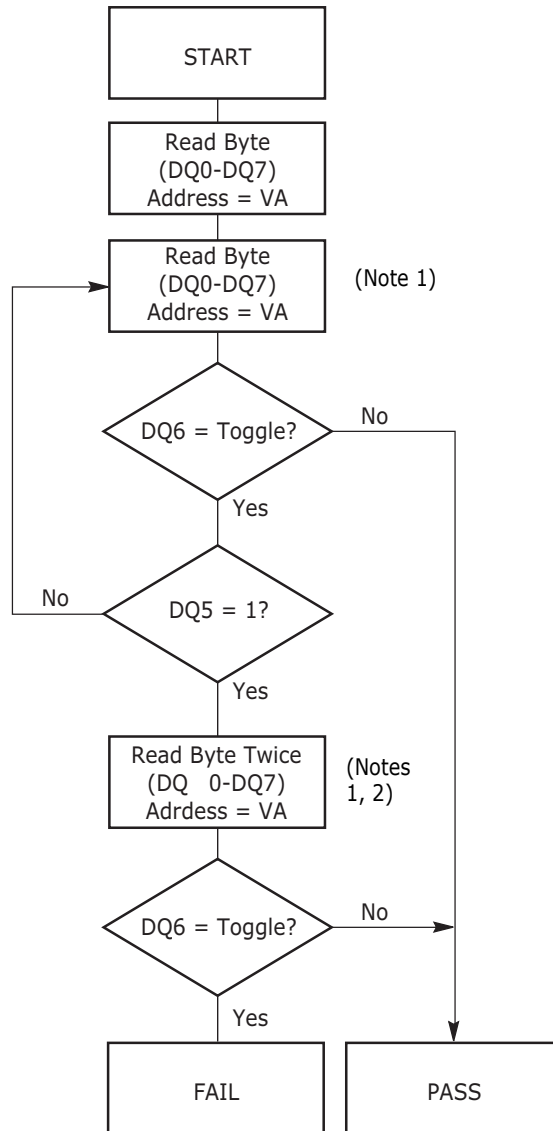 START
Read Byte
(DQ0-DQ7)
Address = VA
Read Byte
(DQ0-DQ7)
Address = VA
(Note 1)
DQ6 = Toggle?
No
Yes
No
DQ5 = 1?
Yes
Read Byte Twice
(DQ 0-DQ7)
Adrdess = VA
(Notes
1, 2)
DQ6 = Toggle?
No
Yes
FAIL
PASS